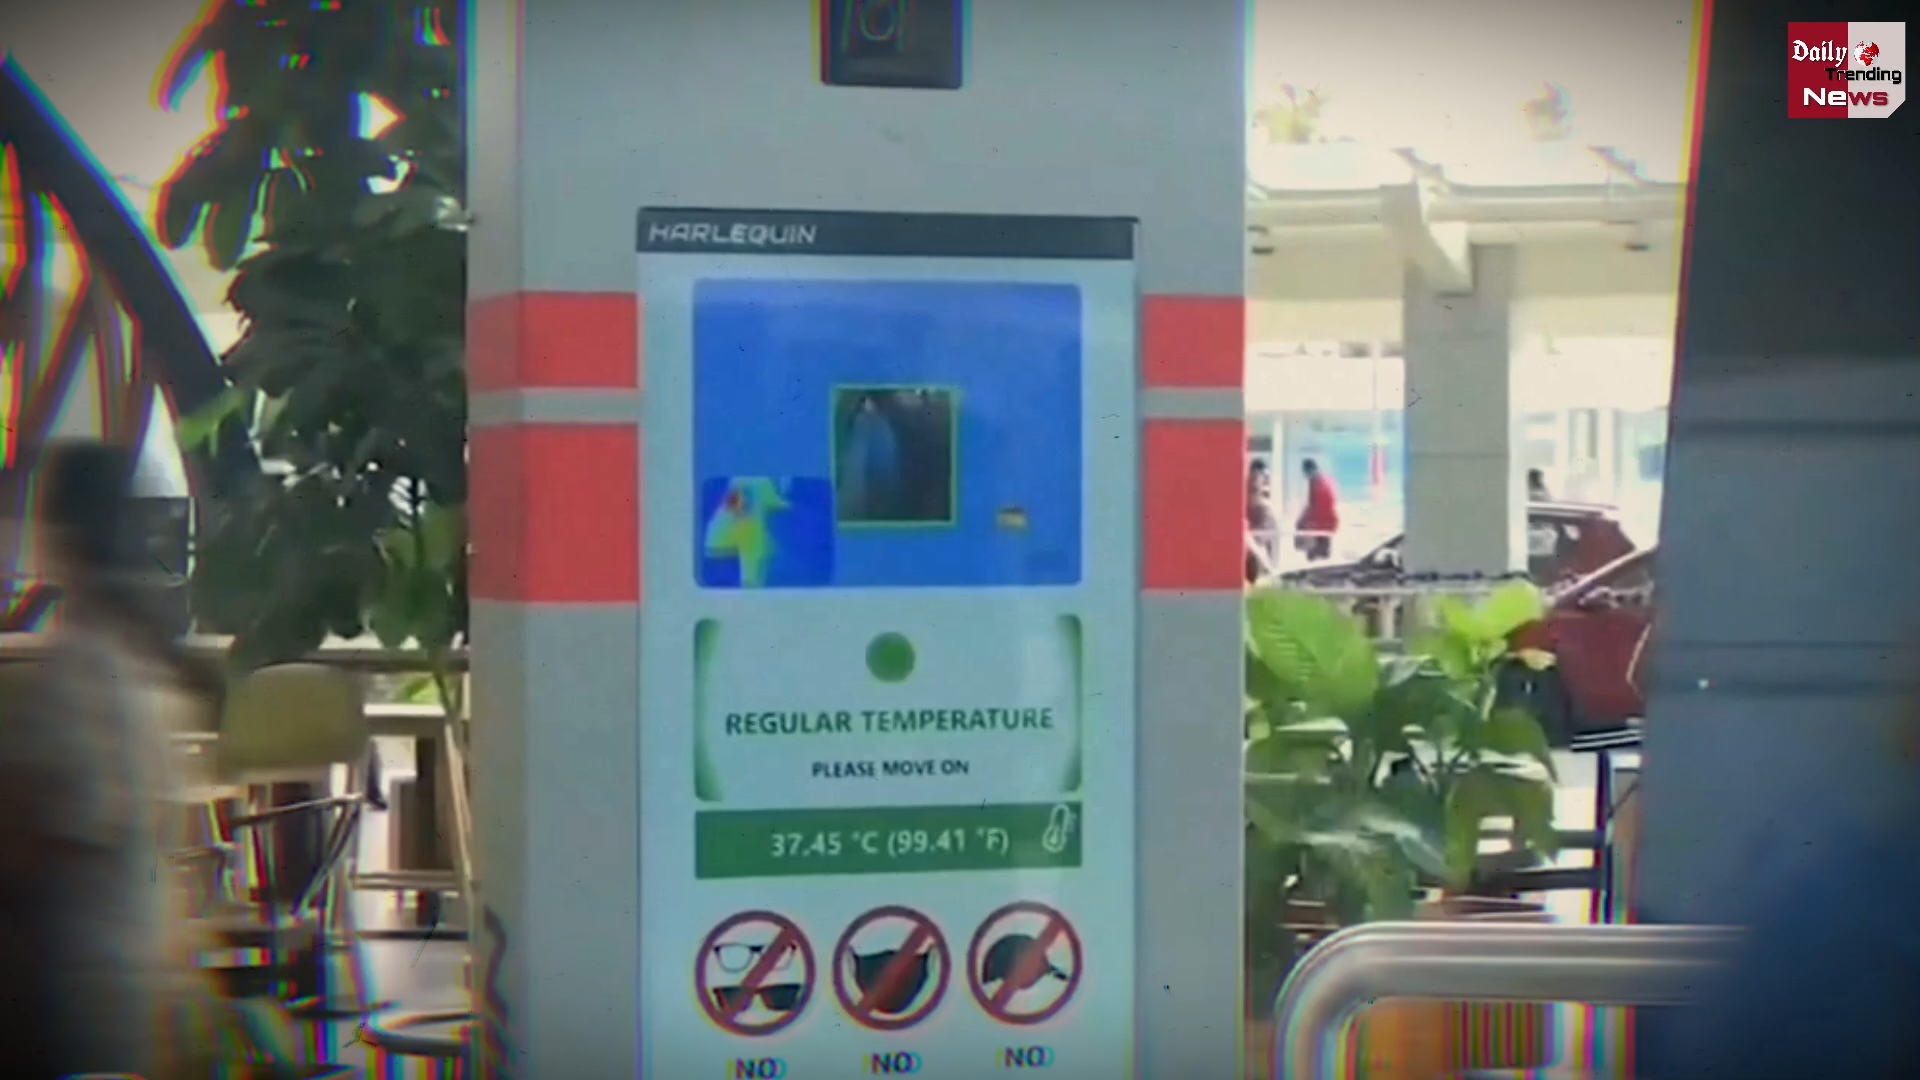 Daily
Trending
News
HARLEQUIN
REGULAR TEMPERATURE
PLEASE MOVE ON
37.45 °C (99.41 °F)
NO NO NO